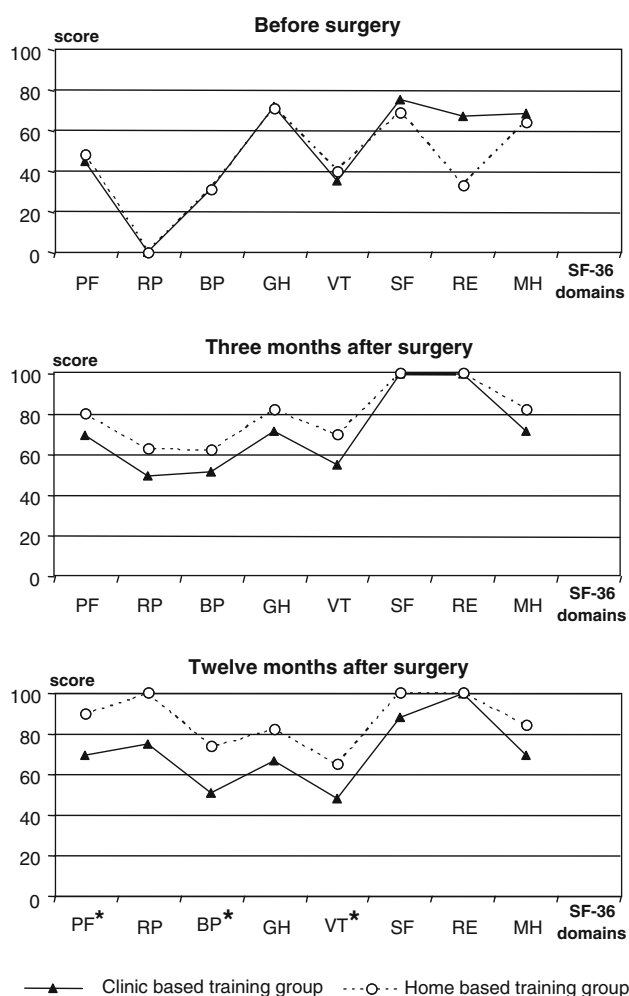 Before surgery
score
100
80
60
40
20
0
PF RP BP GH VT SF RE MH SF-36 domains
Three months after surgery
score
100
80
60
40
20
0
PF RP BP GH VT SF RE MH SF-36 domains
Twelve months after surgery
score
100
80
60
40
20
0
PF* RP BP* GH VT* SF RE MH SF-36 domains
Clinic based training group Home based training group